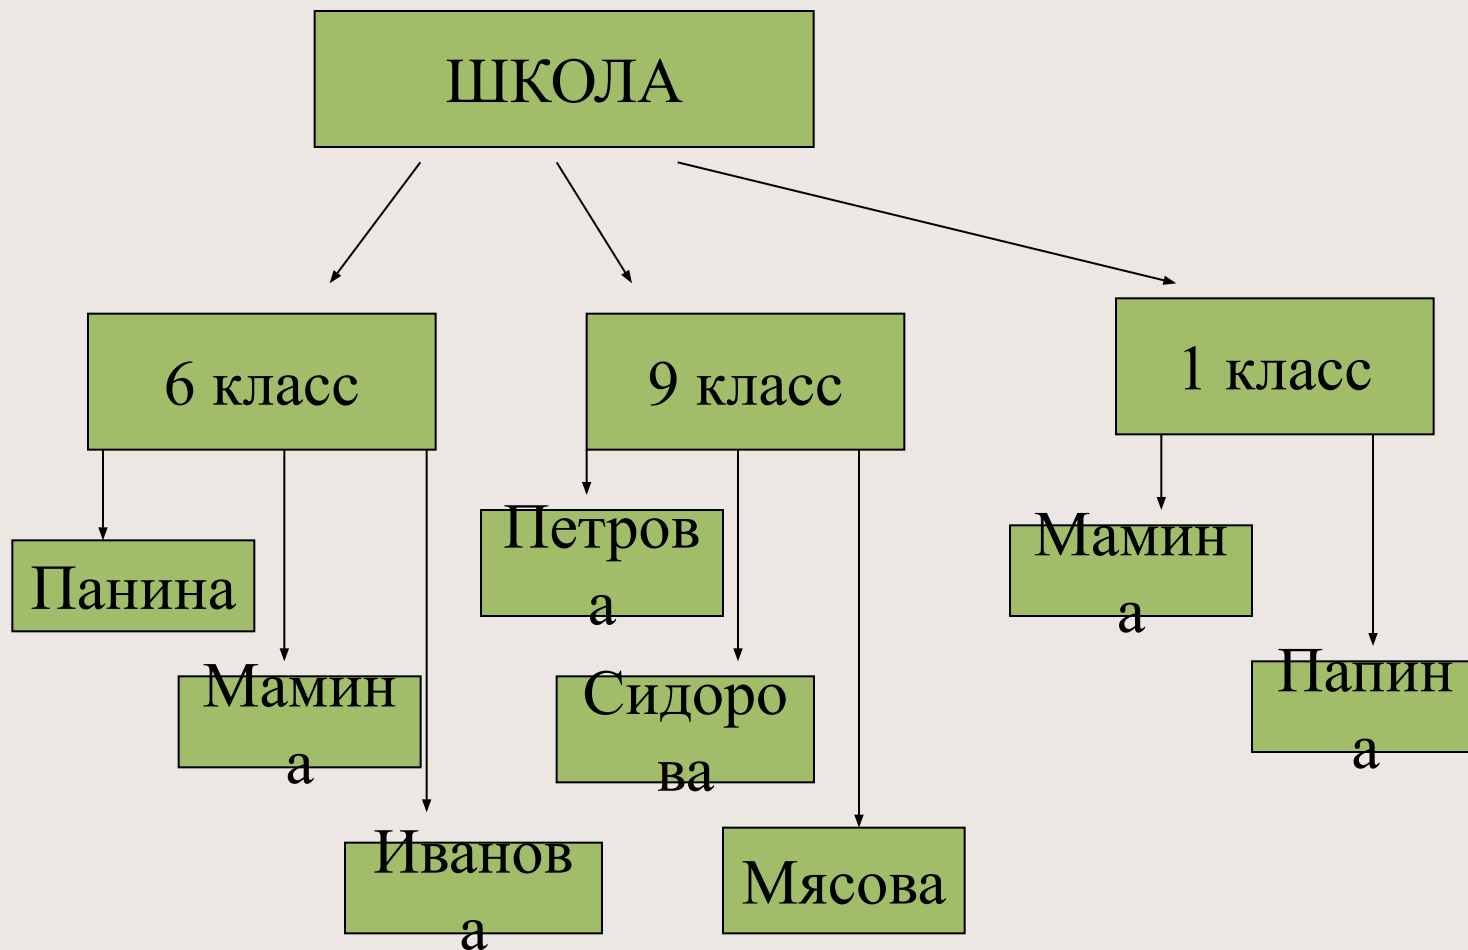 ШКОЛА
6 класс
9 класс
1 класс
Панина
Мамин
а
Иванов
а
Петров
а
Сидоро
ва
Мясова
Мамин
а
Папин
а